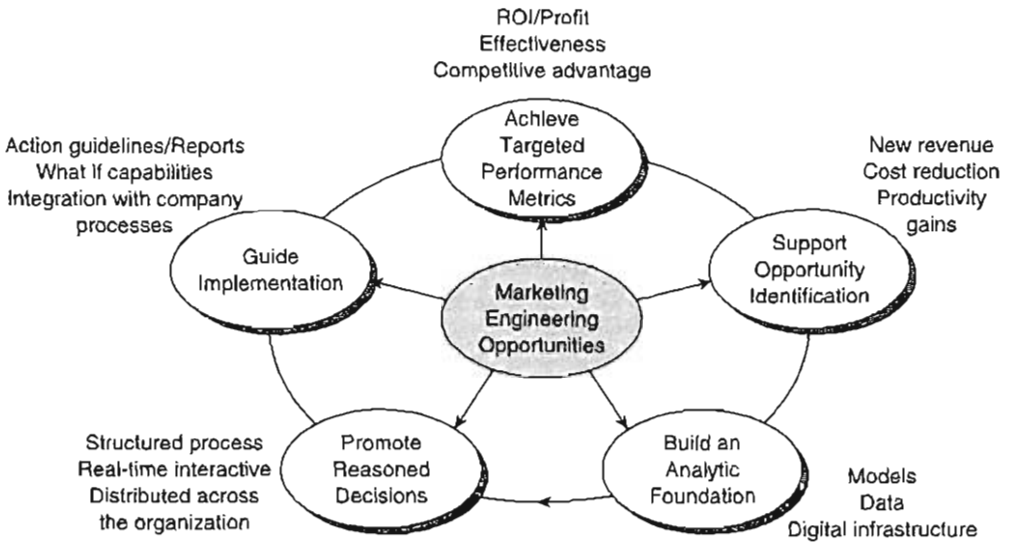 ROI/Profit
Effectiveness
Competitive advantage
Achieve
Targeted
Performance
Metrics
Action guidelines/Reports
What if capabilities
Integration with company
processes
New revenue
Cost reduction
Productivity
gains
Guide
Implementation
Support
Opportunity
Identification
Marketing
Engineering
Opportunities
Structured process
Real-time interactive
Distributed across
the organization
Promote
Reasoned
Decisions
Build an
Analytic
Foundation
Models
Data
Digital infrastructure